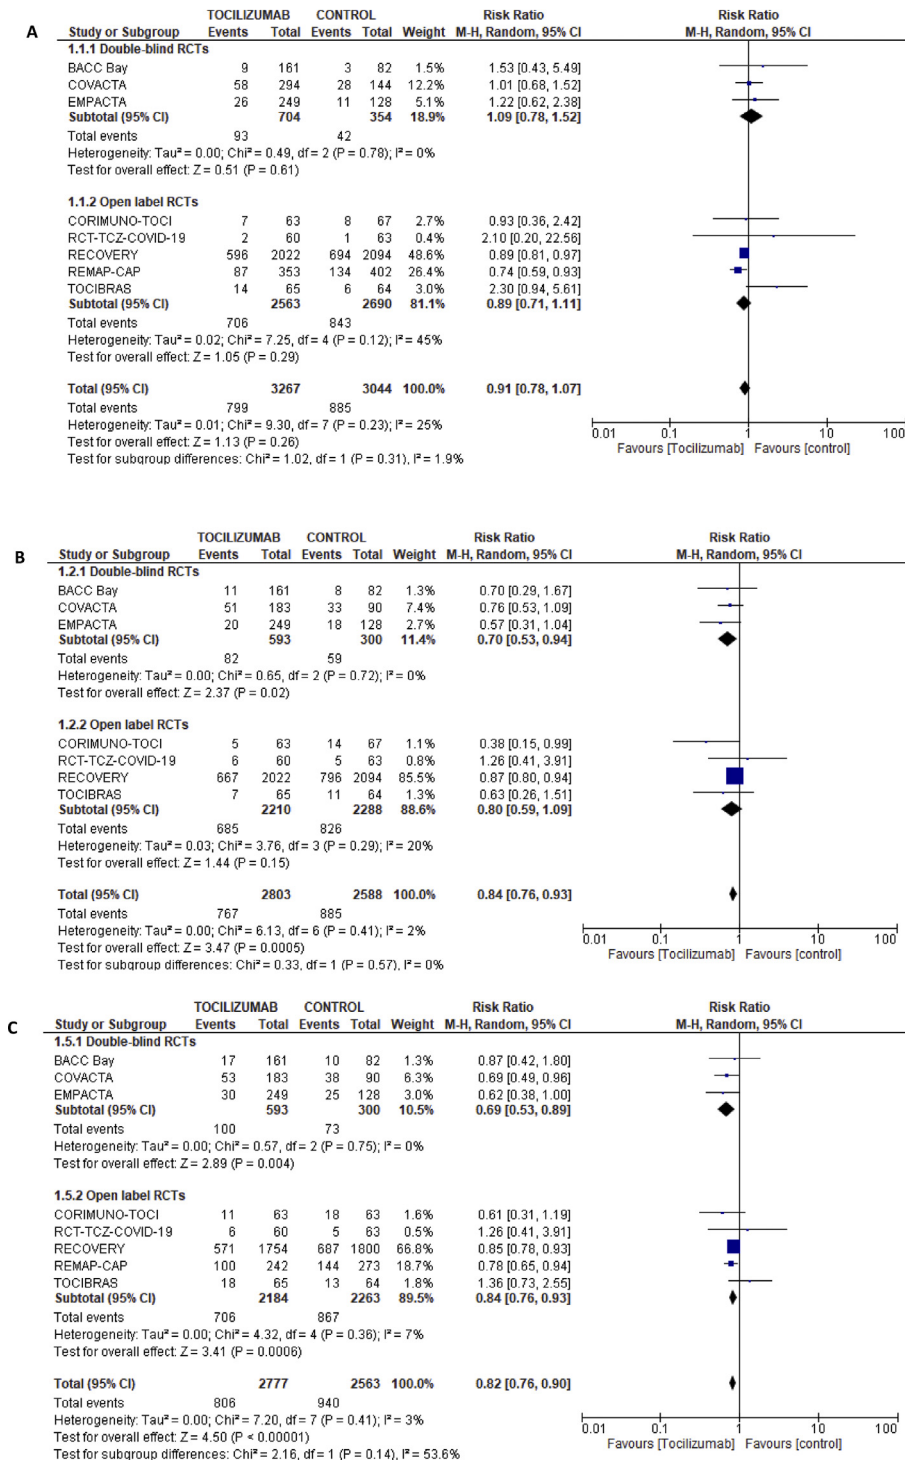 A
TOCILIZUMAB CONTROL Risk Ratio Risk Ratio
Study or Subgroup Events Total Events Total Weight M-H, Random, 95% CI M-H, Random, 95% CI
1.1.1 Double-blind RCTs
BACC Bay 9 161 3 82 1.5% 1.53 [0.43, 5.49]
COVACTA 58 294 28 144 12.2% 1.01 [0.68, 1.52]
EMPACTA 26 249 11 128 5.1% 1.22 [0.62, 2.38]
Subtotal (95% CI) 704 354 18.9% 1.09 [0.78, 1.52]
Total events 93 42
Heterogeneity: Tau² = 0.00; Chi² = 0.49, df = 2 (P = 0.78); I² = 0%
Test for overall effect: Z = 0.51 (P = 0.61)
1.1.2 Open label RCTs
CORIMUNO-TOCI 7 63 8 67 2.7% 0.93 [0.36, 2.42]
RCT-TCZ-COVID-19 2 60 1 63 0.4% 2.10 [0.20, 22.56]
RECOVERY 596 2022 694 2094 48.6% 0.89 [0.81, 0.97]
REMAP-CAP 87 353 134 402 26.4% 0.74 [0.59, 0.93]
TOCIBRAS 14 65 6 64 3.0% 2.30 [0.94, 5.61]
Subtotal (95% CI) 2563 2690 81.1% 0.89 [0.71, 1.11]
Total events 706 843
Heterogeneity: Tau² = 0.02; Chi² = 7.25, df = 4 (P = 0.12); I² = 45%
Test for overall effect: Z = 1.05 (P = 0.29)
Total (95% CI) 3267 3044 100.0% 0.91 [0.78, 1.07]
Total events 799 885
Heterogeneity: Tau² = 0.01; Chi² = 9.30, df = 7 (P = 0.23); I² = 25%
Test for overall effect: Z = 1.13 (P = 0.26)
Test for subgroup differences: Chi² = 1.02, df = 1 (P = 0.31), I² = 1.9%
0.01 0.1 1 10 100
Favours [Tocilizumab] Favours [control]
B
TOCILIZUMAB CONTROL Risk Ratio Risk Ratio
Study or Subgroup Events Total Events Total Weight M-H, Random, 95% CI M-H, Random, 95% CI
1.2.1 Double-blind RCTs
BACC Bay 11 161 8 82 1.3% 0.70 [0.29, 1.67]
COVACTA 51 183 33 90 7.4% 0.76 [0.53, 1.09]
EMPACTA 20 249 18 128 2.7% 0.57 [0.31, 1.04]
Subtotal (95% CI) 593 300 11.4% 0.70 [0.53, 0.94]
Total events 82 59
Heterogeneity: Tau² = 0.00; Chi² = 0.65, df = 2 (P = 0.72); I² = 0%
Test for overall effect: Z = 2.37 (P = 0.02)
1.2.2 Open label RCTs
CORIMUNO-TOCI 5 63 14 67 1.1% 0.38 [0.15, 0.99]
RCT-TCZ-COVID-19 6 60 5 63 0.8% 1.26 [0.41, 3.91]
RECOVERY 667 2022 796 2094 85.5% 0.87 [0.80, 0.94]
TOCIBRAS 7 65 11 64 1.3% 0.63 [0.26, 1.51]
Subtotal (95% CI) 2210 2288 88.6% 0.80 [0.59, 1.09]
Total events 685 826
Heterogeneity: Tau² = 0.03; Chi² = 3.76, df = 3 (P = 0.29); I² = 20%
Test for overall effect: Z = 1.44 (P = 0.15)
Total (95% CI) 2803 2588 100.0% 0.84 [0.76, 0.93]
Total events 767 885
Heterogeneity: Tau² = 0.00; Chi² = 6.13, df = 6 (P = 0.41); I² = 2%
Test for overall effect: Z = 3.47 (P = 0.0005)
Test for subgroup differences: Chi² = 0.33, df = 1 (P = 0.57), I² = 0%
0.01 0.1 1 10 100
Favours [Tocilizumab] Favours [control]
C
TOCILIZUMAB CONTROL Risk Ratio Risk Ratio
Study or Subgroup Events Total Events Total Weight M-H, Random, 95% CI M-H, Random, 95% CI
1.5.1 Double-blind RCTs
BACC Bay 17 161 10 82 1.3% 0.87 [0.42, 1.80]
COVACTA 53 183 38 90 6.3% 0.69 [0.49, 0.96]
EMPACTA 30 249 25 128 3.0% 0.62 [0.38, 1.00]
Subtotal (95% CI) 593 300 10.5% 0.69 [0.53, 0.89]
Total events 100 73
Heterogeneity: Tau² = 0.00; Chi² = 0.57, df = 2 (P = 0.75); I² = 0%
Test for overall effect: Z = 2.89 (P = 0.004)
1.5.2 Open label RCTs
CORIMUNO-TOCI 11 63 18 63 1.6% 0.61 [0.31, 1.19]
RCT-TCZ-COVID-19 6 60 5 63 0.5% 1.26 [0.41, 3.91]
RECOVERY 571 1754 687 1800 66.8% 0.85 [0.78, 0.93]
REMAP-CAP 100 242 144 273 18.7% 0.78 [0.65, 0.94]
TOCIBRAS 18 65 13 64 1.8% 1.36 [0.73, 2.55]
Subtotal (95% CI) 2184 2263 89.5% 0.84 [0.76, 0.93]
Total events 706 867
Heterogeneity: Tau² = 0.00; Chi² = 4.32, df = 4 (P = 0.36); I² = 7%
Test for overall effect: Z = 3.41 (P = 0.0006)
Total (95% CI) 2777 2563 100.0% 0.82 [0.76, 0.90]
Total events 806 940
Heterogeneity: Tau² = 0.00; Chi² = 7.20, df = 7 (P = 0.41); I² = 3%
Test for overall effect: Z = 4.50 (P < 0.00001)
Test for subgroup differences: Chi² = 2.16, df = 1 (P = 0.14), I² = 53.6%
0.01 0.1 1 10 100
Favours [Tocilizumab] Favours [control]